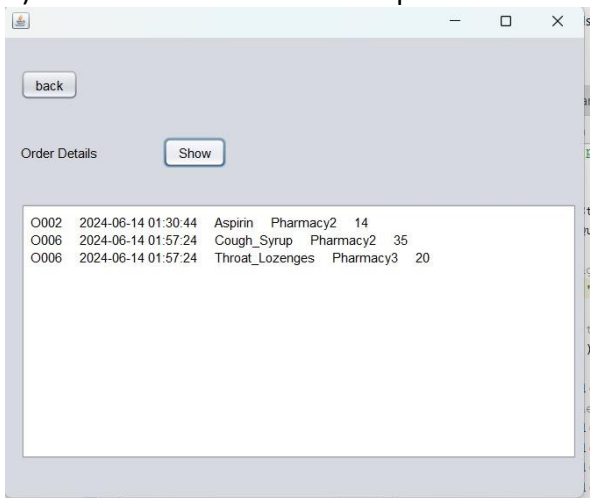 back
Order Details Show
O002 2024-06-14 01:30:44 Aspirin Pharmacy2 14
O006 2024-06-14 01:57:24 Cough_Syrup Pharmacy2 35
O006 2024-06-14 01:57:24 Throat_Lozenges Pharmacy3 20